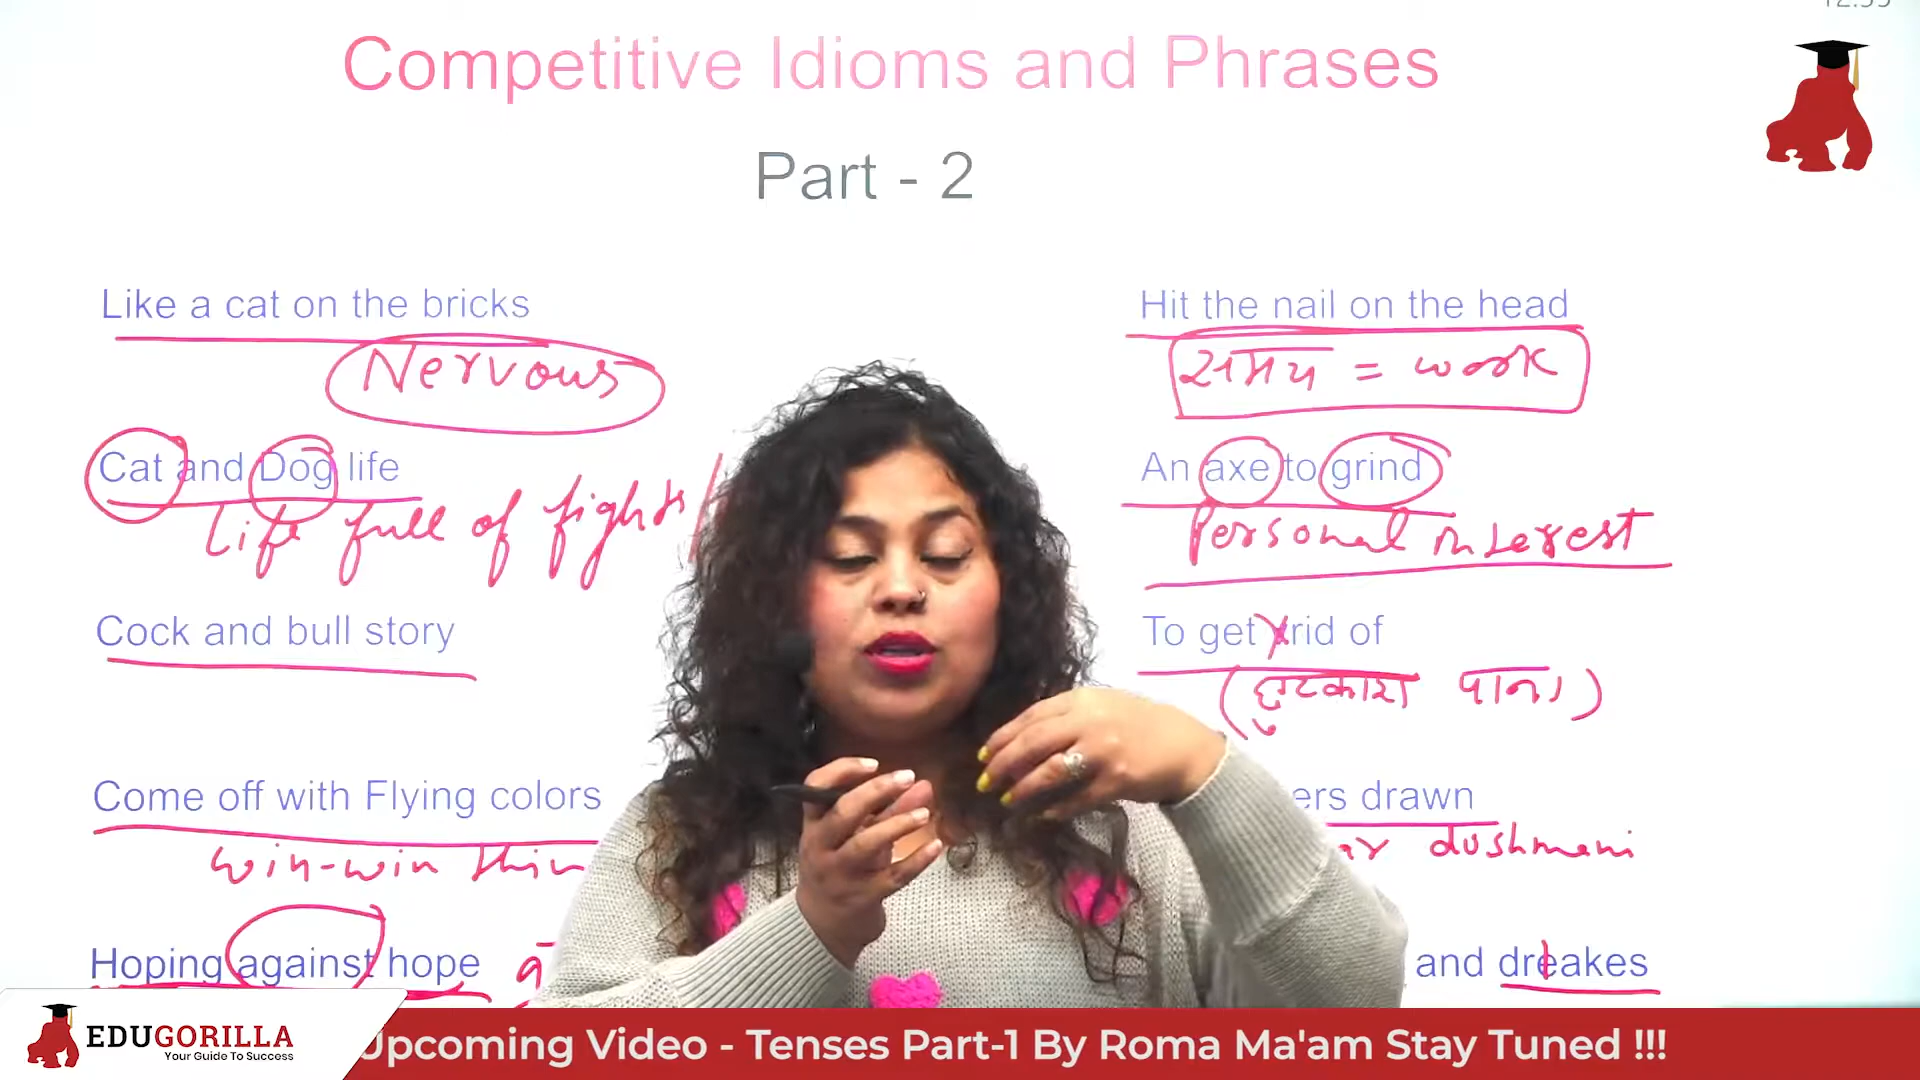 Competitive Idioms and Phrases
Part - 2
Like a cat on the bricks
Nervous
Cat and Dog life
Life full of fights
Cock and bull story
Come off with Flying colors
win-win thin
Hoping against hope
Hit the nail on the head
समय = work
An axe to grind
Personal interest
To get rid of
(छुटकारा पाना)
ers drawn
ar dushmani
and dreakes
EDUGORILLA
Your Guide To Success
Upcoming Video - Tenses Part-1 By Roma Ma'am Stay Tuned !!!